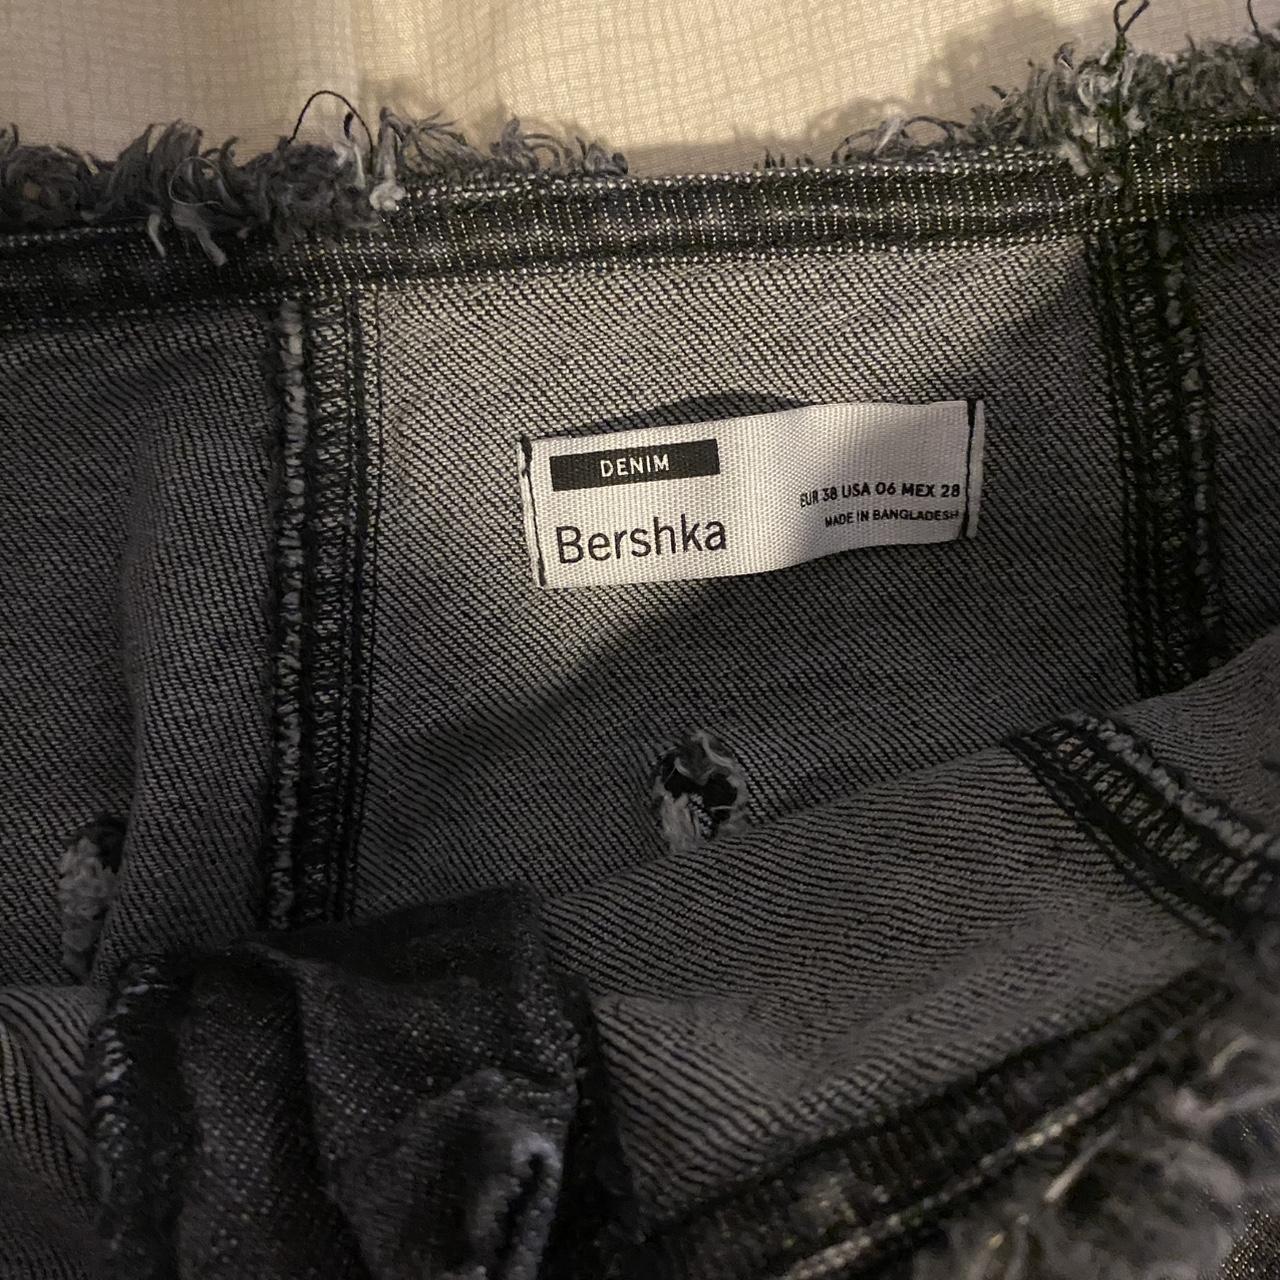 DENIM
Bershka
EUR 38 USA 06 MEX 28
MADE IN BANGLADESH